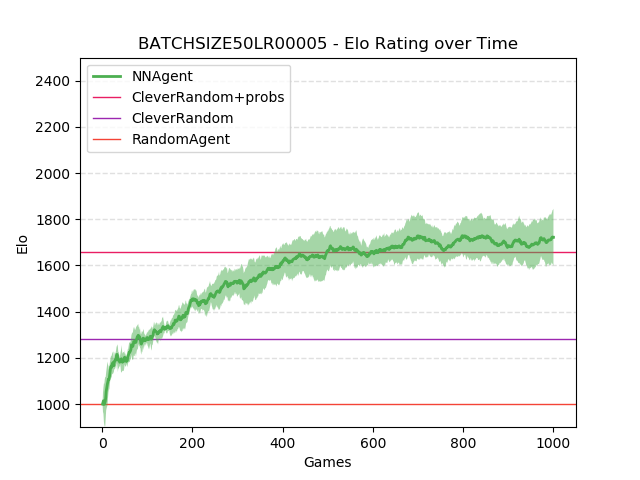 BATCHSIZE50LR00005 - Elo Rating over Time
NNAgent
CleverRandom+probs
CleverRandom
RandomAgent
Elo
2400
2200
2000
1800
1600
1400
1200
1000
0 200 400 600 800 1000
Games